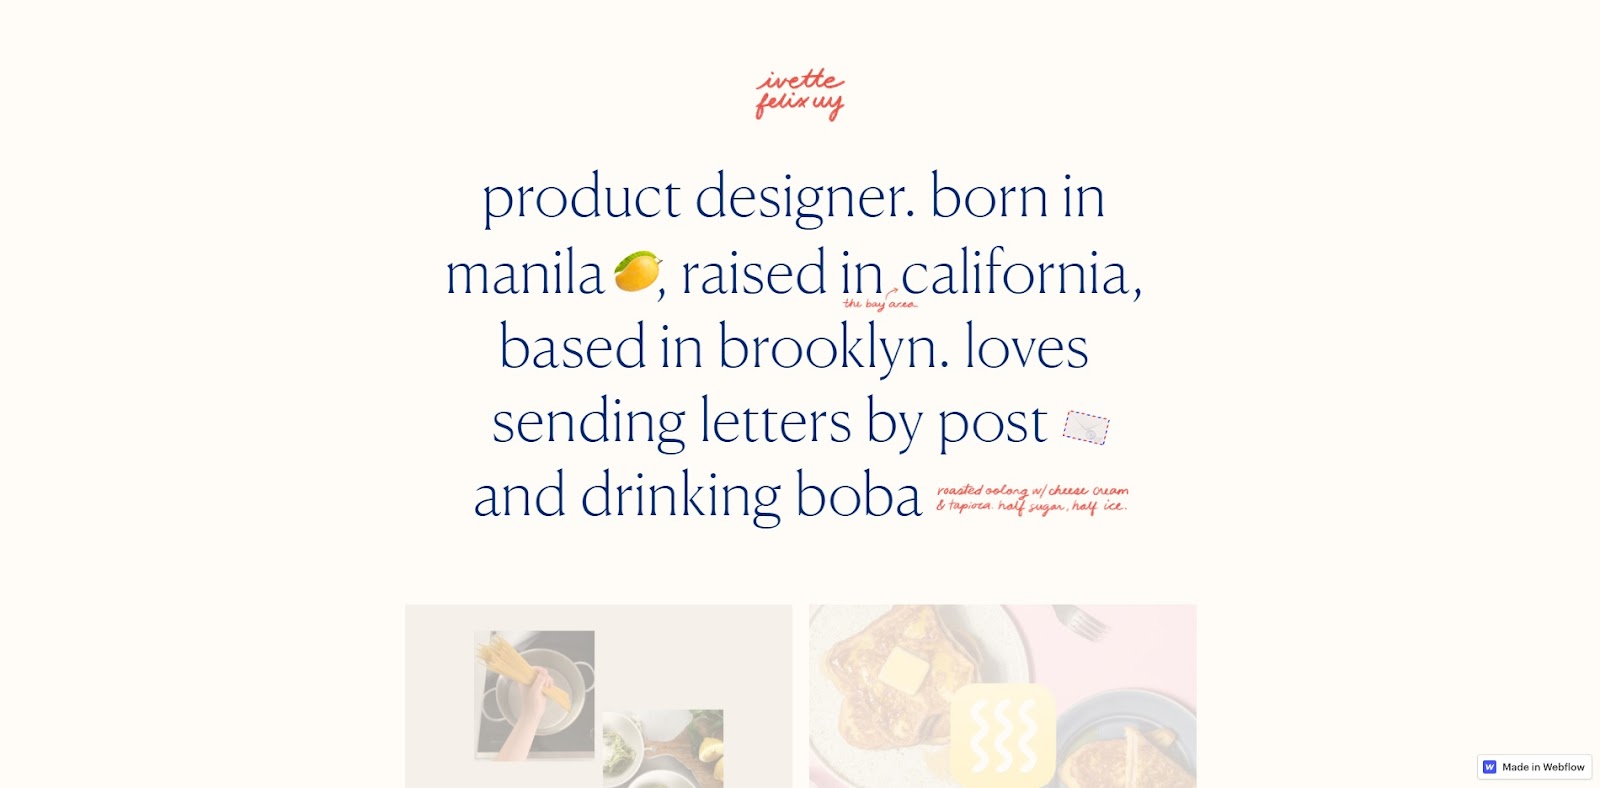 ivette
felix uy
product designer. born in
manila, raised in california,
the bay area
based in brooklyn. loves
sending letters by post
and drinking boba
roasted oolong w/ cheese cream
& tapioca. half sugar, half ice.
Made in Webflow